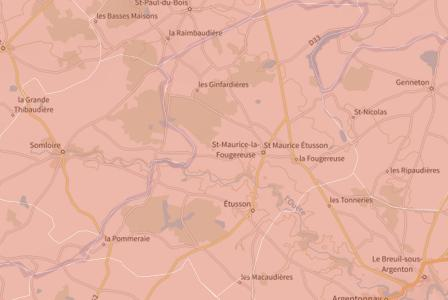 St-Paul-du-Bois
les Basses Maisons
la Raimbaudière
D33
les Ginfardières
Genneton
la Grande
Thibaudière
St-Nicolas
Somloire
St-Maurice-la-
Fougereuse
St Maurice Étusson
la Fougereuse
les Ripaudières
Étusson
l'Ouère
les Tonneries
la Pommeraie
Le Breuil-sous-
Argenton
les Macaudières
Argentonnay